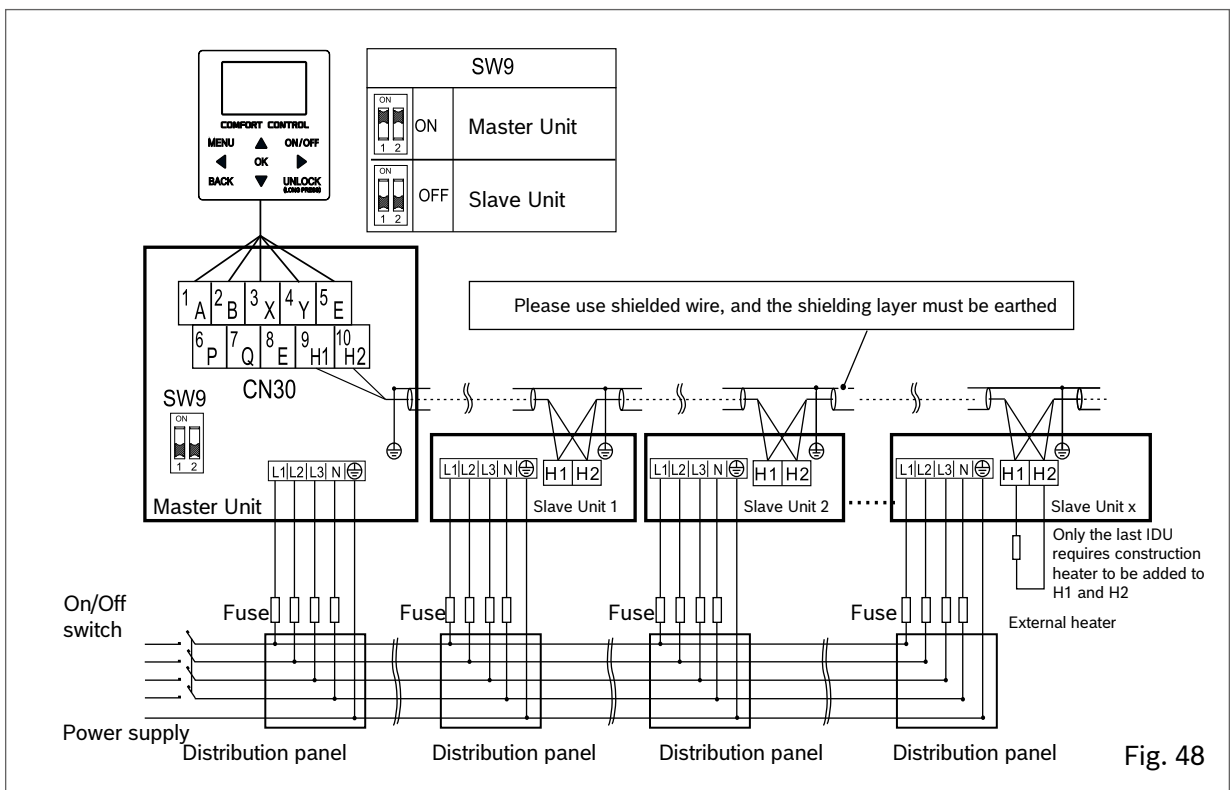 SW9
COMFORT CONTROL
MENU ON/OFF
OK
BACK UNLOCK
(LONG PRESS)
ON
1 2
ON
Master Unit
ON
1 2
OFF
Slave Unit
Please use shielded wire, and the shielding layer must be earthed
1 A 2 B 3 X 4 Y 5 E
6 P 7 Q 8 E 9 H1 10 H2
CN30
SW9
ON
1 2
L1 L2 L3 N
Master Unit
L1 L2 L3 N
H1 H2
Slave Unit 1
L1 L2 L3 N
H1 H2
Slave Unit 2
L1 L2 L3 N
H1 H2
Slave Unit x
Only the last IDU
requires construction
heater to be added to
H1 and H2
External heater
On/Off
switch
Fuse
Fuse
Fuse
Fuse
Power supply
Distribution panel
Distribution panel
Distribution panel
Distribution panel
Fig. 48